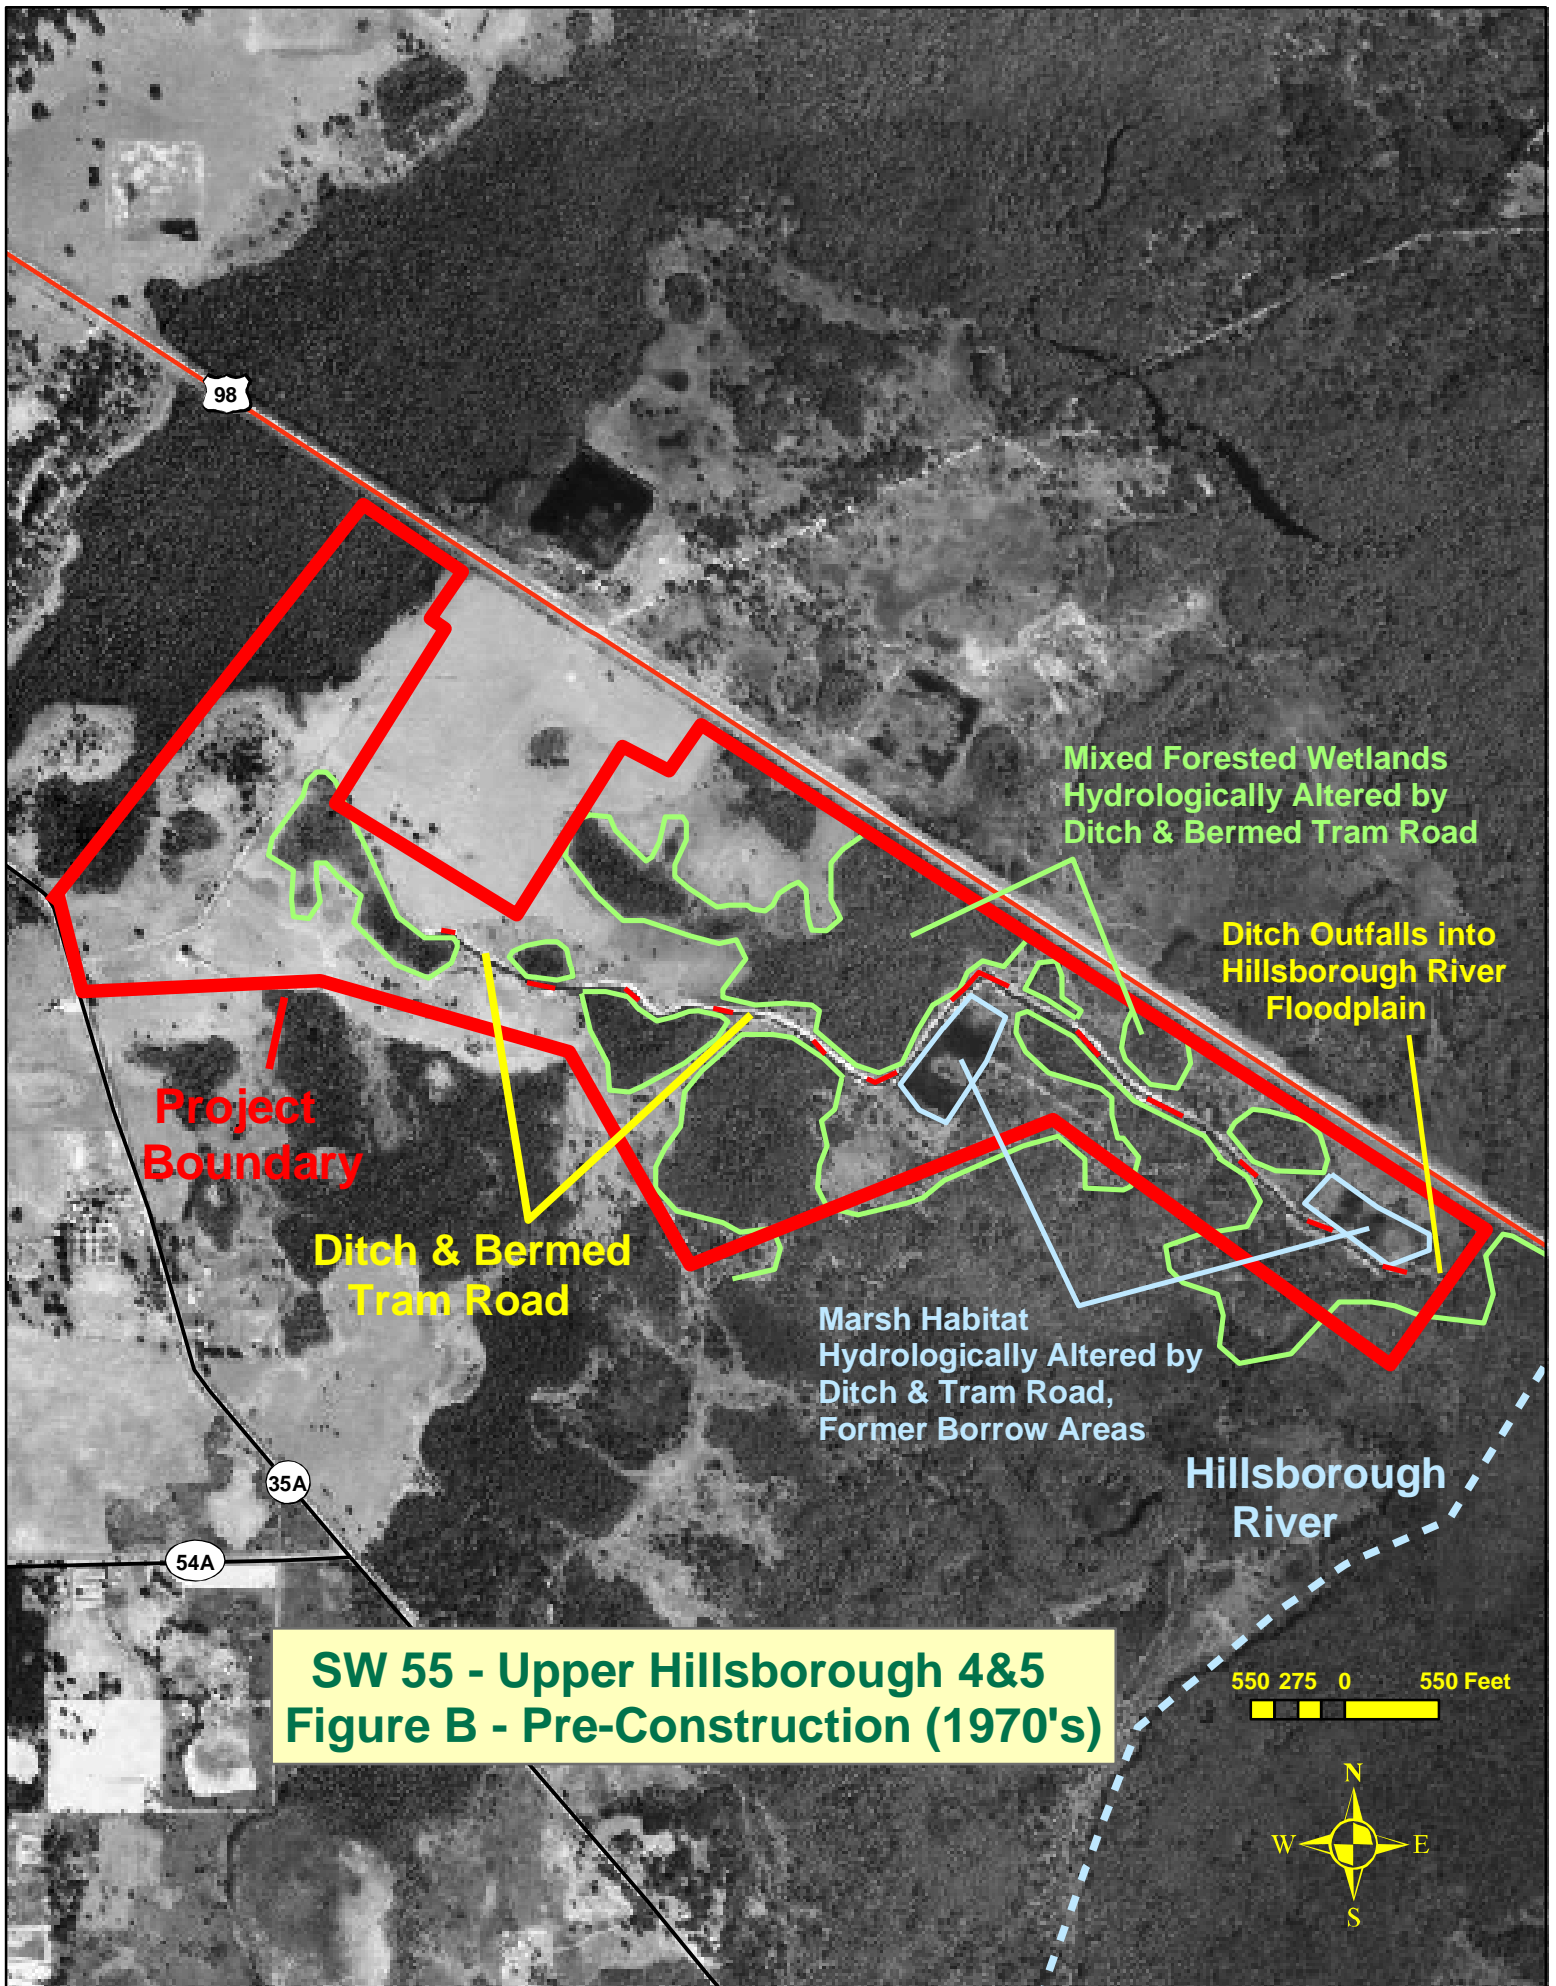 98
Mixed Forested Wetlands
Hydrologically Altered by
Ditch & Bermed Tram Road
Ditch Outfalls into
Hillsborough River
Floodplain
Project
Boundary
Ditch & Bermed
Tram Road
Marsh Habitat
Hydrologically Altered by
Ditch & Tram Road,
Former Borrow Areas
Hillsborough
River
35A
54A
SW 55 - Upper Hillsborough 4&5
Figure B - Pre-Construction (1970's)
550 275 0 550 Feet
N
W E
S